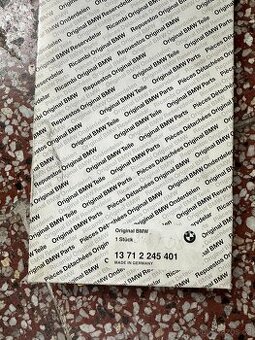 Original BMW Teile
Original BMW Parts
Pièces Détachées Original BMW
Original BMW Onderdelen
Repuestos Original BMW
Ricambi Original BMW
Original BMW Reservdelar
Original BMW
1 Stück
13 71 2 245 401
MADE IN GERMANY